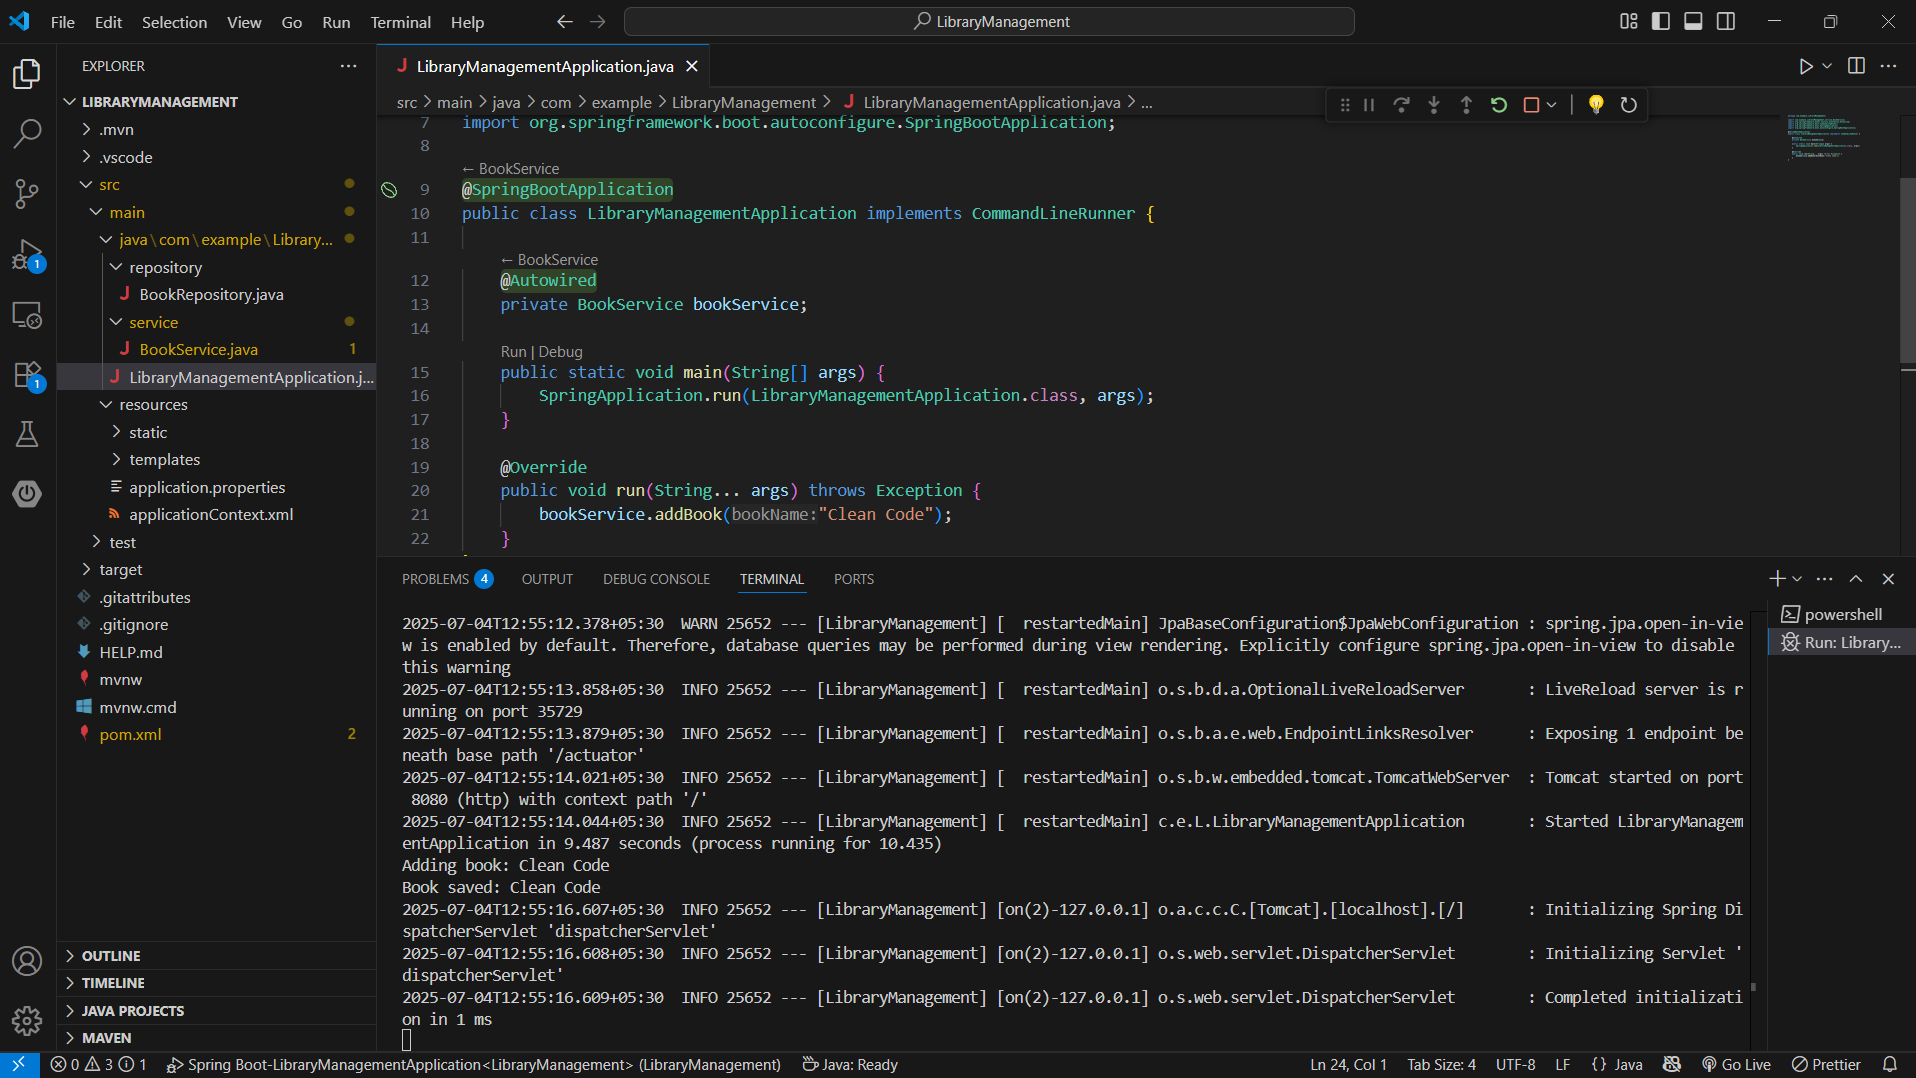 File Edit Selection View Go Run Terminal Help
LibraryManagement
EXPLORER
LIBRARYMANAGEMENT
.mvn
.vscode
src
main
java\com\example\Library...
repository
BookRepository.java
service
BookService.java 1
LibraryManagementApplication.j...
resources
static
templates
application.properties
applicationContext.xml
test
target
.gitattributes
.gitignore
HELP.md
mvnw
mvnw.cmd
pom.xml 2
OUTLINE
TIMELINE
JAVA PROJECTS
MAVEN
1
1
LibraryManagementApplication.java
src > main > java > com > example > LibraryManagement > LibraryManagementApplication.java > ...
7 import org.springframework.boot.autoconfigure.SpringBootApplication;
8
← BookService
9 @SpringBootApplication
10 public class LibraryManagementApplication implements CommandLineRunner {
11
← BookService
12 @Autowired
13 private BookService bookService;
14
Run | Debug
15 public static void main(String[] args) {
16 SpringApplication.run(LibraryManagementApplication.class, args);
17 }
18
19 @Override
20 public void run(String... args) throws Exception {
21 bookService.addBook(bookName:"Clean Code");
22 }
PROBLEMS 4 OUTPUT DEBUG CONSOLE TERMINAL PORTS
2025-07-04T12:55:12.378+05:30  WARN 25652 --- [LibraryManagement] [  restartedMain] JpaBaseConfiguration$JpaWebConfiguration : spring.jpa.open-in-vie
w is enabled by default. Therefore, database queries may be performed during view rendering. Explicitly configure spring.jpa.open-in-view to disable
this warning
2025-07-04T12:55:13.858+05:30  INFO 25652 --- [LibraryManagement] [  restartedMain] o.s.b.d.a.OptionalLiveReloadServer       : LiveReload server is r
unning on port 35729
2025-07-04T12:55:13.879+05:30  INFO 25652 --- [LibraryManagement] [  restartedMain] o.s.b.a.e.web.EndpointLinksResolver      : Exposing 1 endpoint be
neath base path '/actuator'
2025-07-04T12:55:14.021+05:30  INFO 25652 --- [LibraryManagement] [  restartedMain] o.s.b.w.embedded.tomcat.TomcatWebServer  : Tomcat started on port
8080 (http) with context path '/'
2025-07-04T12:55:14.044+05:30  INFO 25652 --- [LibraryManagement] [  restartedMain] c.e.L.LibraryManagementApplication       : Started LibraryManagem
entApplication in 9.487 seconds (process running for 10.435)
Adding book: Clean Code
Book saved: Clean Code
2025-07-04T12:55:16.607+05:30  INFO 25652 --- [LibraryManagement] [on(2)-127.0.0.1] o.a.c.c.C.[Tomcat].[localhost].[/]       : Initializing Spring Di
spatcherServlet 'dispatcherServlet'
2025-07-04T12:55:16.608+05:30  INFO 25652 --- [LibraryManagement] [on(2)-127.0.0.1] o.s.web.servlet.DispatcherServlet        : Initializing Servlet '
dispatcherServlet'
2025-07-04T12:55:16.609+05:30  INFO 25652 --- [LibraryManagement] [on(2)-127.0.0.1] o.s.web.servlet.DispatcherServlet        : Completed initializati
on in 1 ms
powershell
Run: Library...
0 3 1 Spring Boot-LibraryManagementApplication<LibraryManagement> (LibraryManagement) Java: Ready Ln 24, Col 1 Tab Size: 4 UTF-8 LF {} Java Go Live Prettier